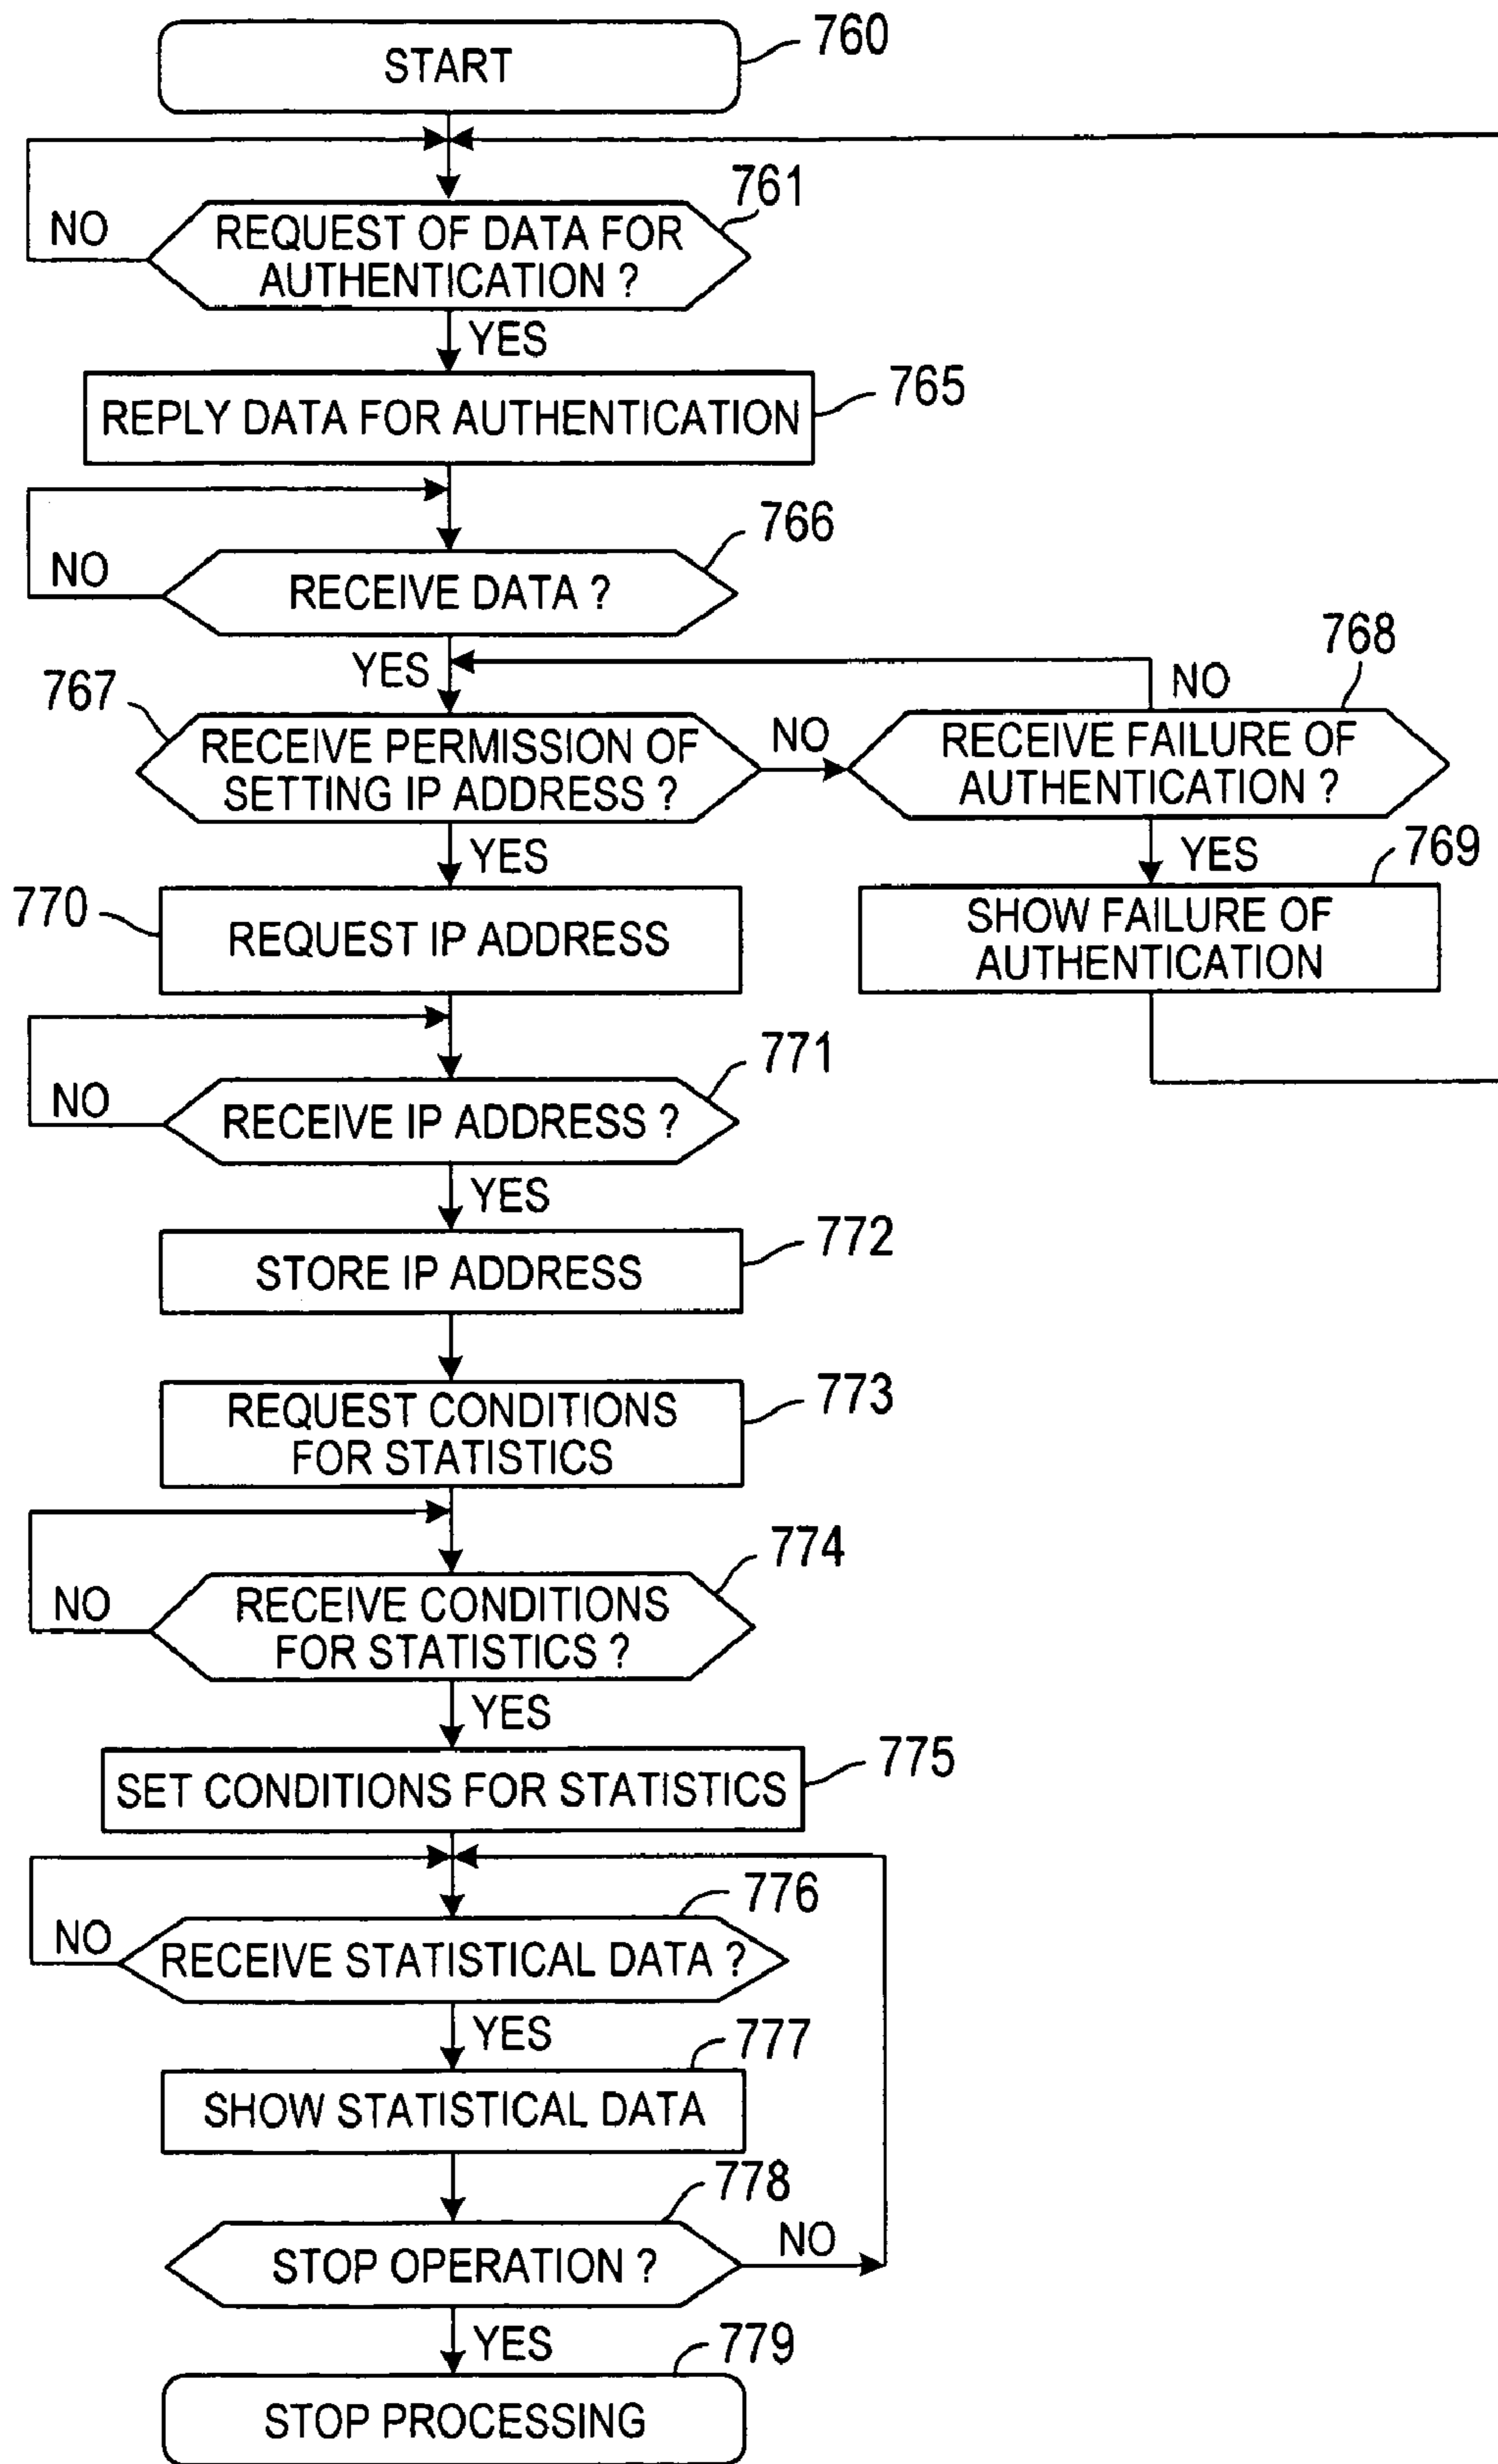 START
760
761
NO
REQUEST OF DATA FOR
AUTHENTICATION ?
YES
765
REPLY DATA FOR AUTHENTICATION
766
NO
RECEIVE DATA ?
YES
767
768
NO
RECEIVE PERMISSION OF
SETTING IP ADDRESS ?
NO
RECEIVE FAILURE OF
AUTHENTICATION ?
YES
YES
769
770
REQUEST IP ADDRESS
SHOW FAILURE OF
AUTHENTICATION
771
NO
RECEIVE IP ADDRESS ?
YES
772
STORE IP ADDRESS
773
REQUEST CONDITIONS
FOR STATISTICS
774
NO
RECEIVE CONDITIONS
FOR STATISTICS ?
YES
775
SET CONDITIONS FOR STATISTICS
776
NO
RECEIVE STATISTICAL DATA ?
YES
777
SHOW STATISTICAL DATA
778
STOP OPERATION ?
NO
YES
779
STOP PROCESSING